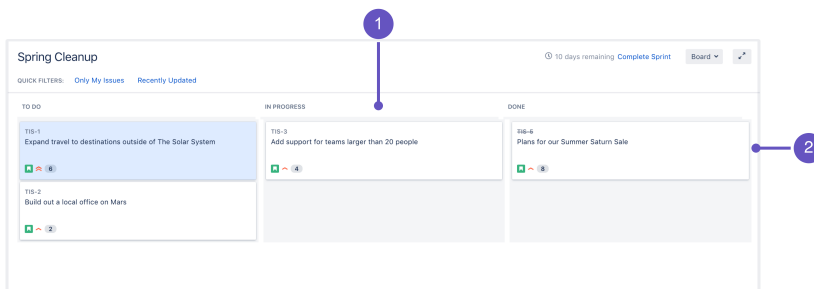 1
Spring Cleanup
10 days remaining Complete Sprint Board
QUICK FILTERS: Only My Issues Recently Updated
TO DO IN PROGRESS DONE
TIS-1
Expand travel to destinations outside of The Solar System
6
TIS-3
Add support for teams larger than 20 people
4
TIS-5
Plans for our Summer Saturn Sale
8
2
TIS-2
Build out a local office on Mars
2